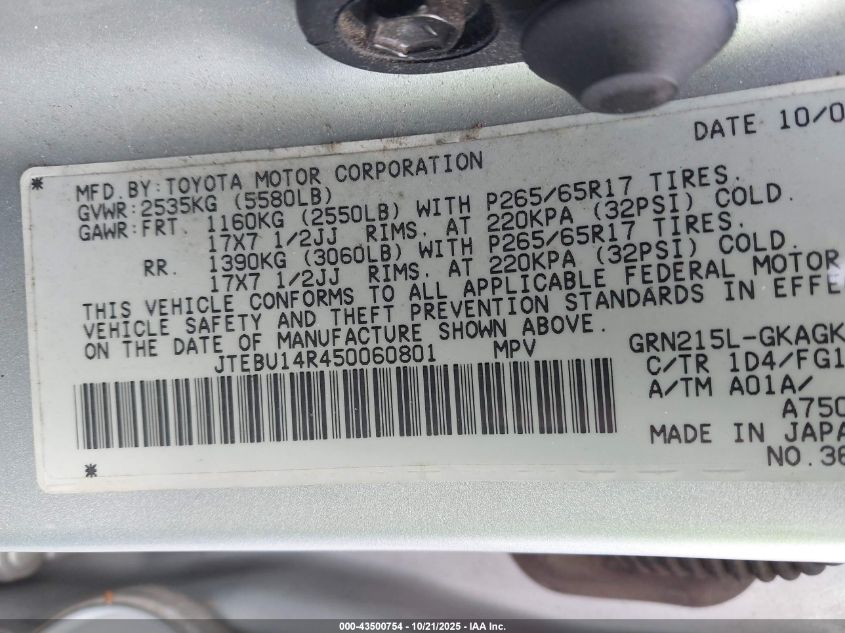 DATE 10/0
* MFD. BY: TOYOTA MOTOR CORPORATION
GVWR: 2535KG (5580LB)
GAWR: FRT. 1160KG (2550LB) WITH P265/65R17 TIRES.
17X7 1/2JJ RIMS. AT 220KPA (32PSI) COLD.
RR. 1390KG (3060LB) WITH P265/65R17 TIRES.
17X7 1/2JJ RIMS. AT 220KPA (32PSI) COLD.
THIS VEHICLE CONFORMS TO ALL APPLICABLE FEDERAL MOTOR
VEHICLE SAFETY AND THEFT PREVENTION STANDARDS IN EFFE
ON THE DATE OF MANUFACTURE SHOWN ABOVE.
JTEBU14R450060801 MPV
GRN215L-GKAGK
C/TR 1D4/FG1
A/TM A01A/
A750
MADE IN JAPA
NO. 36
*
000-43500754 - 10/21/2025 - IAA Inc.